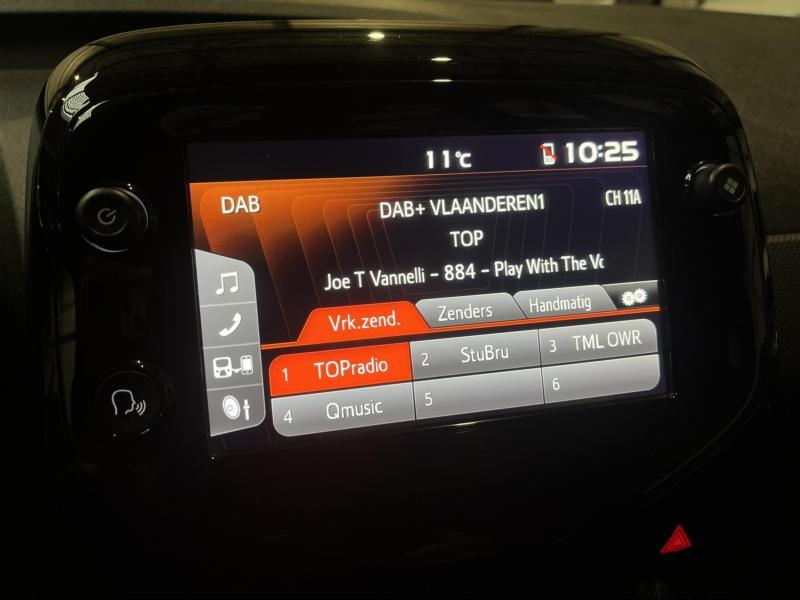 11°C 10:25
DAB DAB+ VLAANDEREN1 CH 11A
TOP
Joe T Vannelli - 884 - Play With The Vc
Vrk.zend. Zenders Handmatig
1 TOPradio 2 StuBru 3 TML OWR
4 Qmusic 5 6